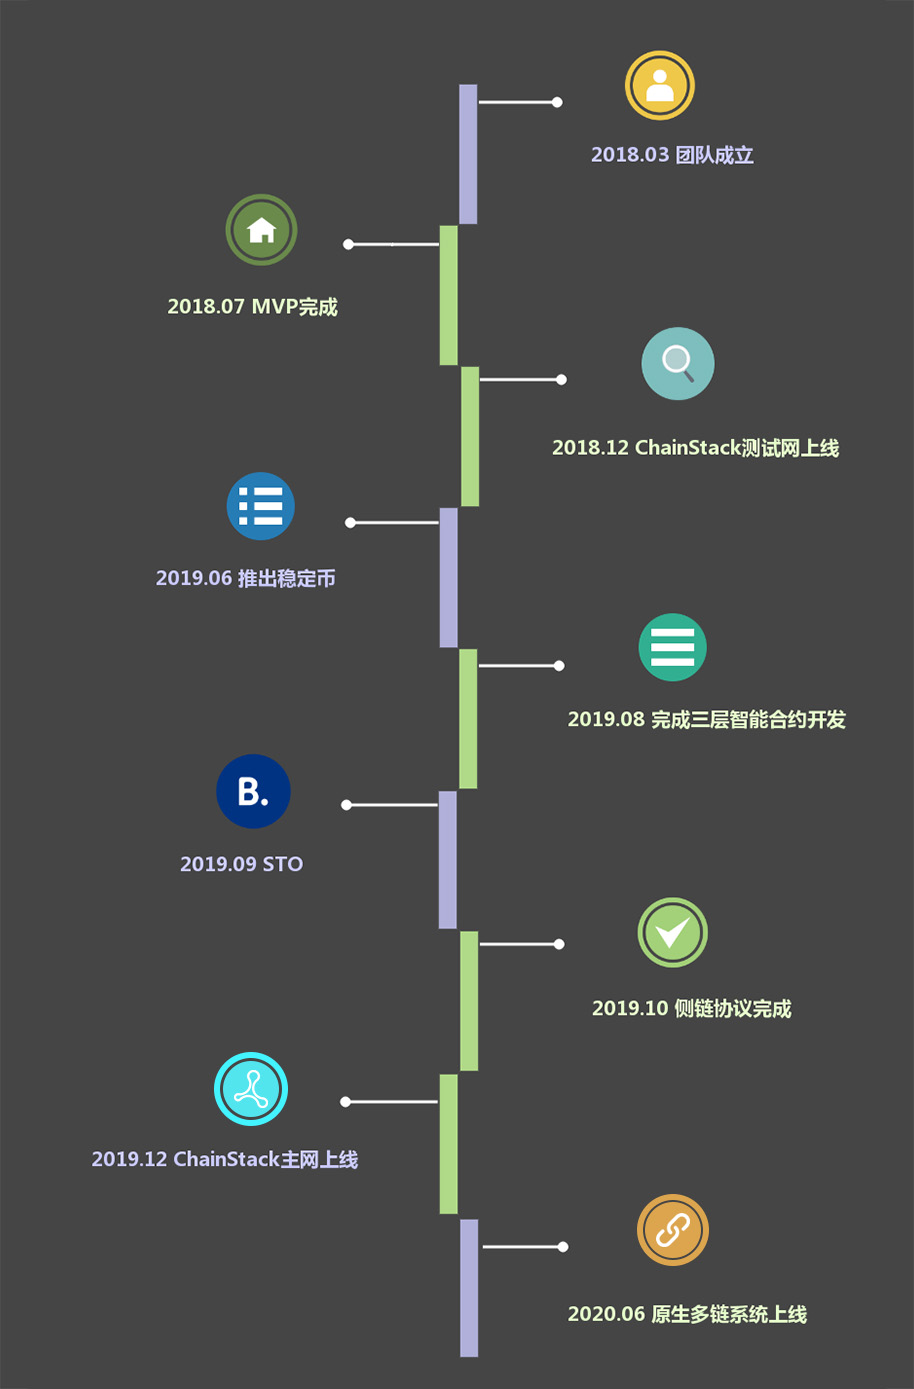 2018.03 团队成立
2018.07 MVP完成
2018.12 ChainStack测试网上线
2019.06 推出稳定币
2019.08 完成三层智能合约开发
B.
2019.09 STO
2019.10 侧链协议完成
2019.12 ChainStack主网上线
2020.06 原生多链系统上线